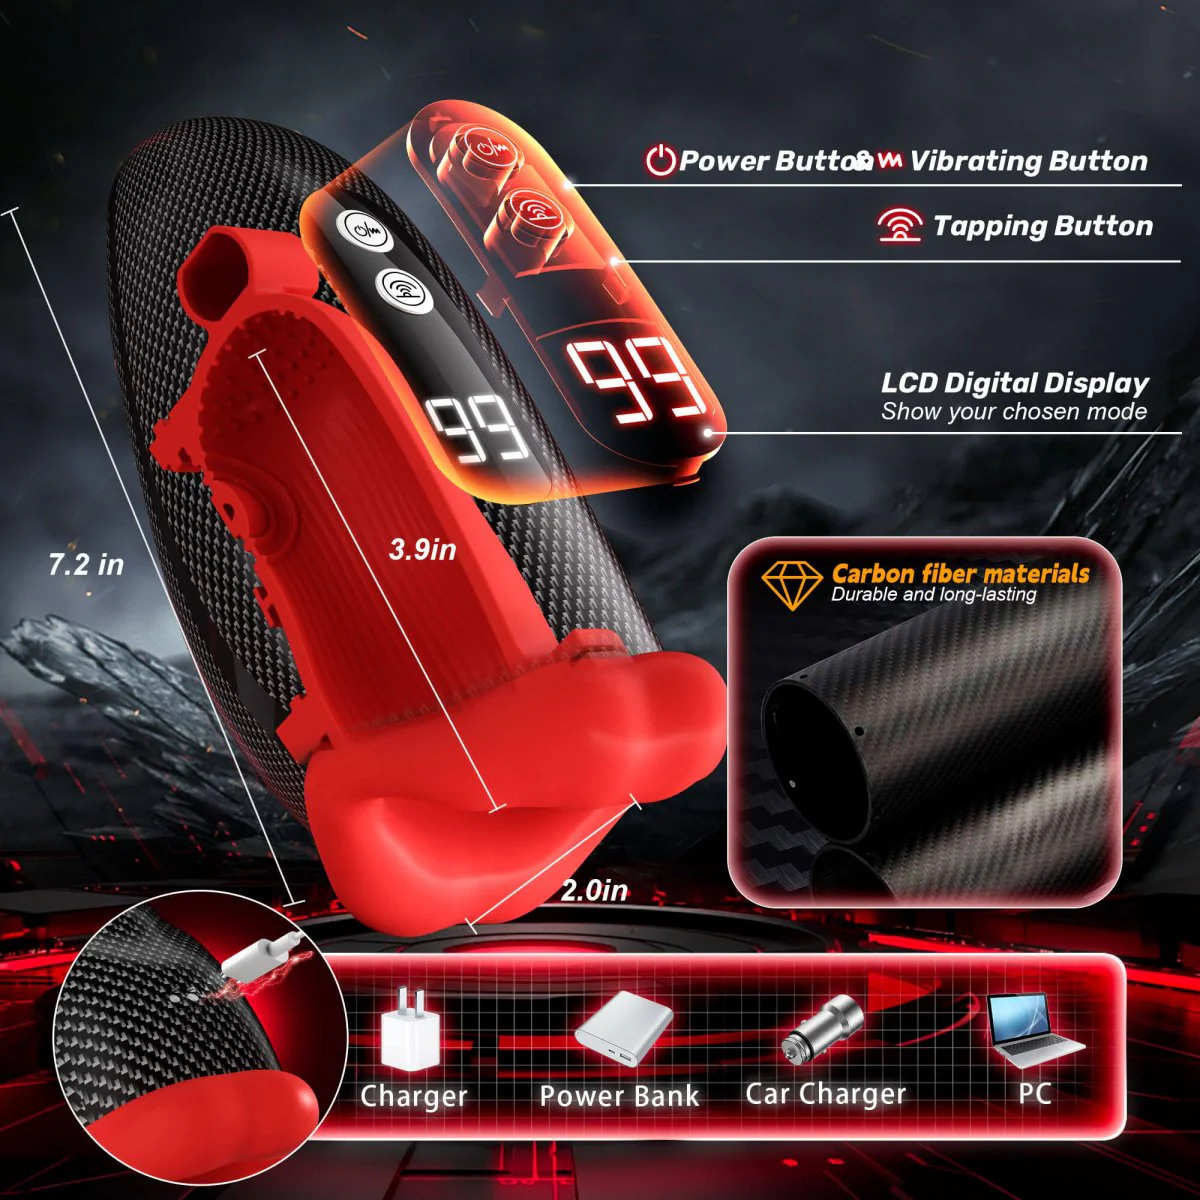 Power Button & Vibrating Button
Tapping Button
99
99
LCD Digital Display
Show your chosen mode
7.2 in
3.9in
2.0in
Carbon fiber materials
Durable and long-lasting
Charger
Power Bank
Car Charger
PC